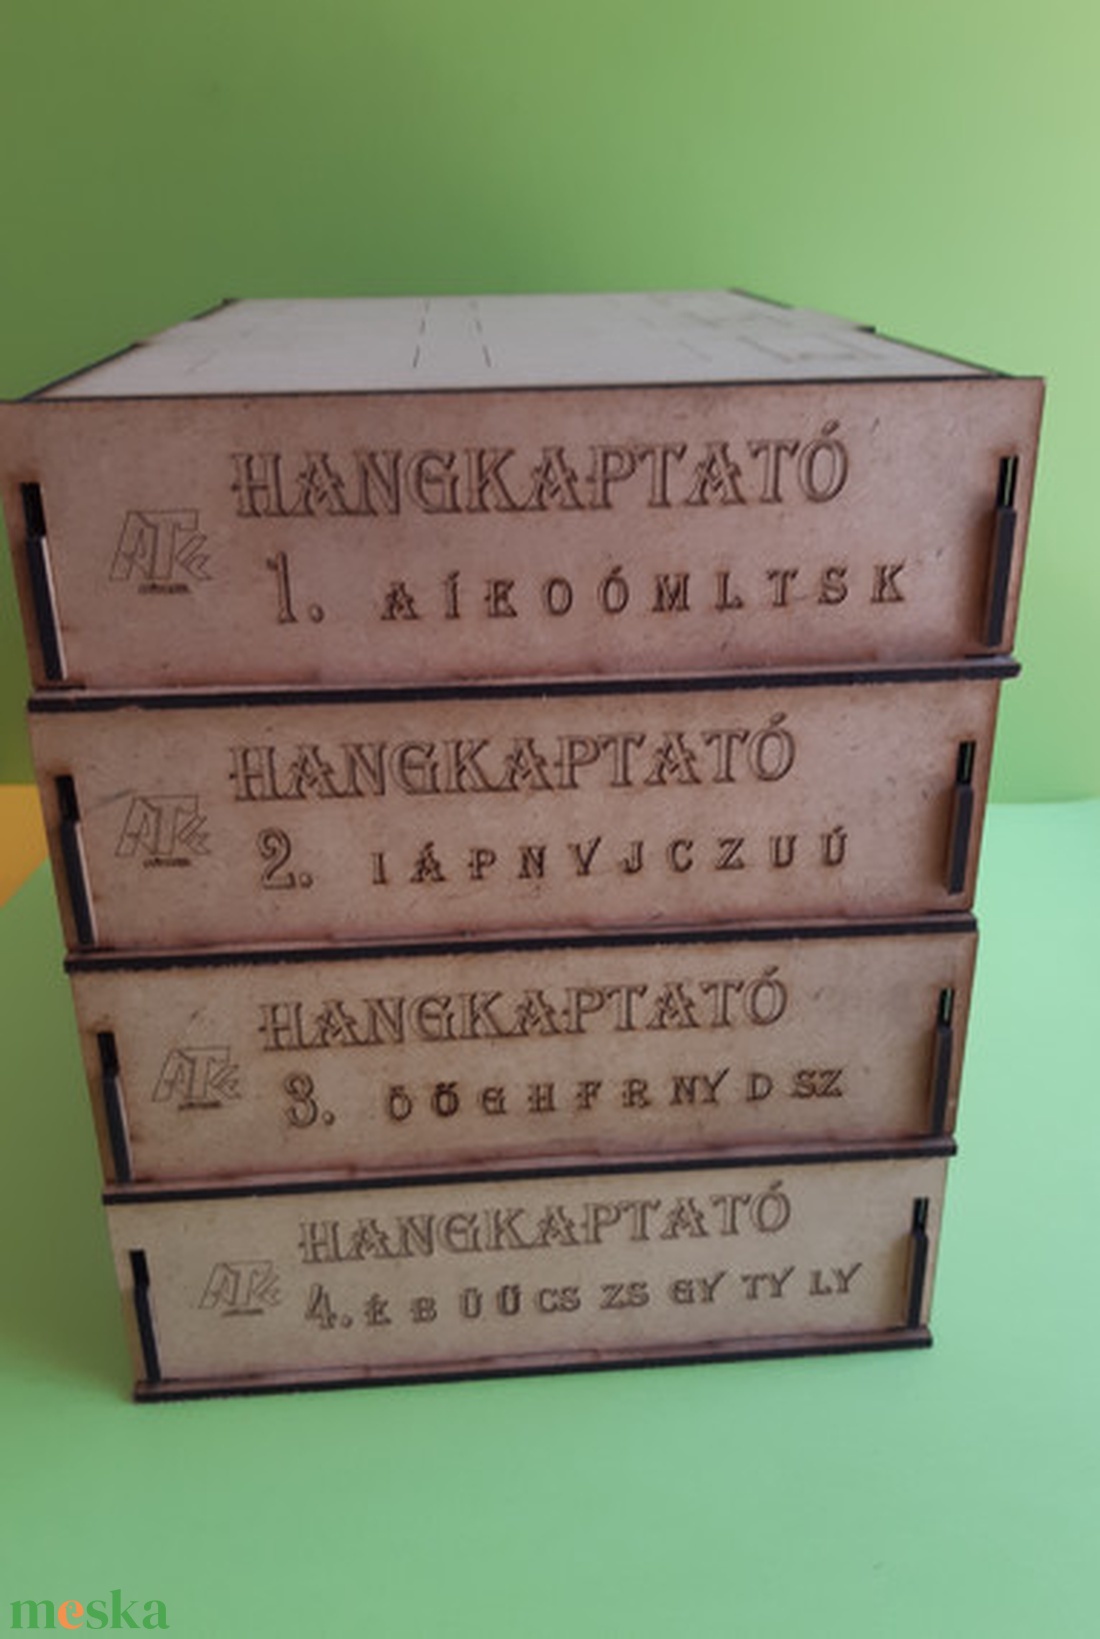 HANGKAPTATÓ
1. A Í E O Ó M L T S K
HANGKAPTATÓ
2. I Á P N V J C Z U Ú
HANGKAPTATÓ
3. Ö Ő G H F R NY D SZ
HANGKAPTATÓ
4. É B Ü Ű CS ZS GY TY LY
meska